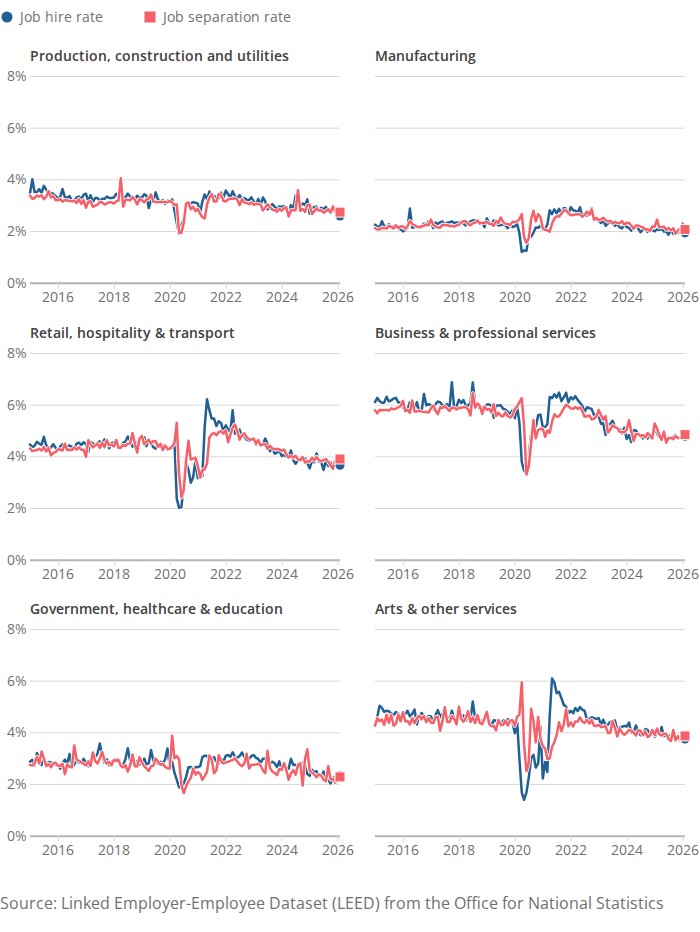 Job hire rate Job separation rate
Production, construction and utilities Manufacturing
8%
6%
4%
2%
0%
2016 2018 2020 2022 2024 2026 2016 2018 2020 2022 2024 2026
Retail, hospitality & transport Business & professional services
8%
6%
4%
2%
0%
2016 2018 2020 2022 2024 2026 2016 2018 2020 2022 2024 2026
Government, healthcare & education Arts & other services
8%
6%
4%
2%
0%
2016 2018 2020 2022 2024 2026 2016 2018 2020 2022 2024 2026
Source: Linked Employer-Employee Dataset (LEED) from the Office for National Statistics